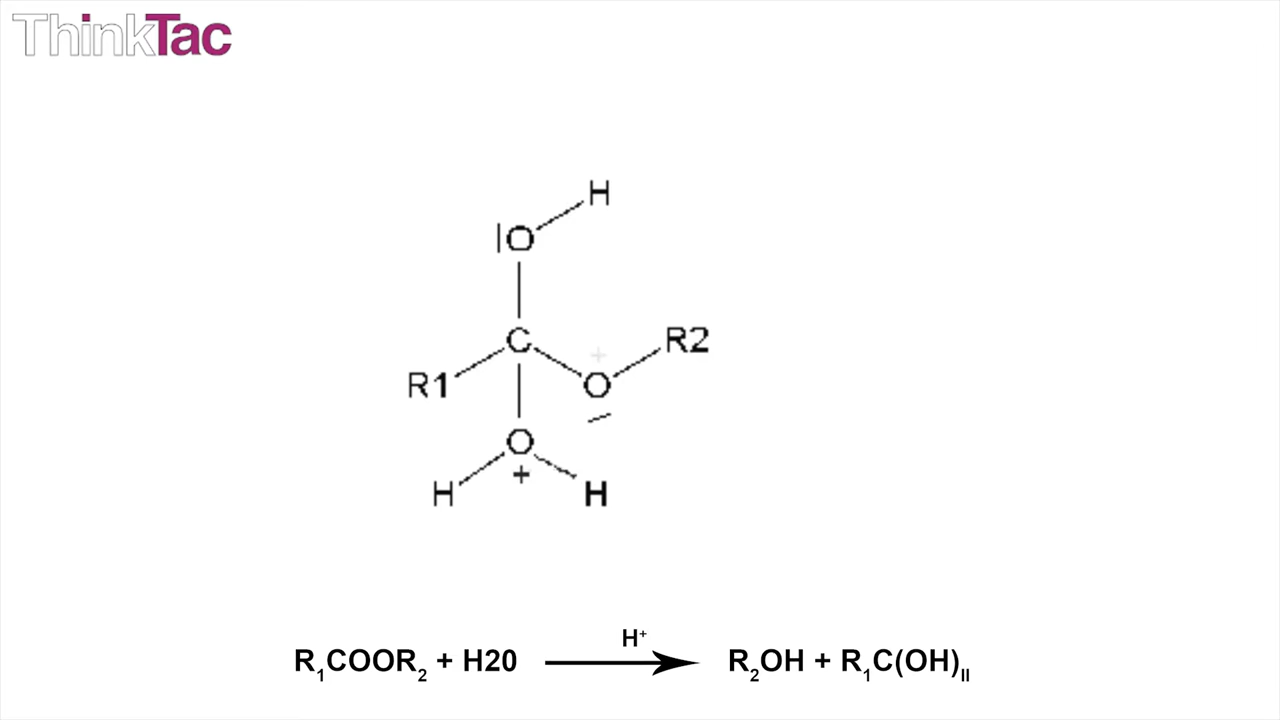 ThinkTac
H
|O
C
+
R2
R1
O
O
+
H
H
H+
R1COOR2 + H20
R2OH + R1C(OH)II